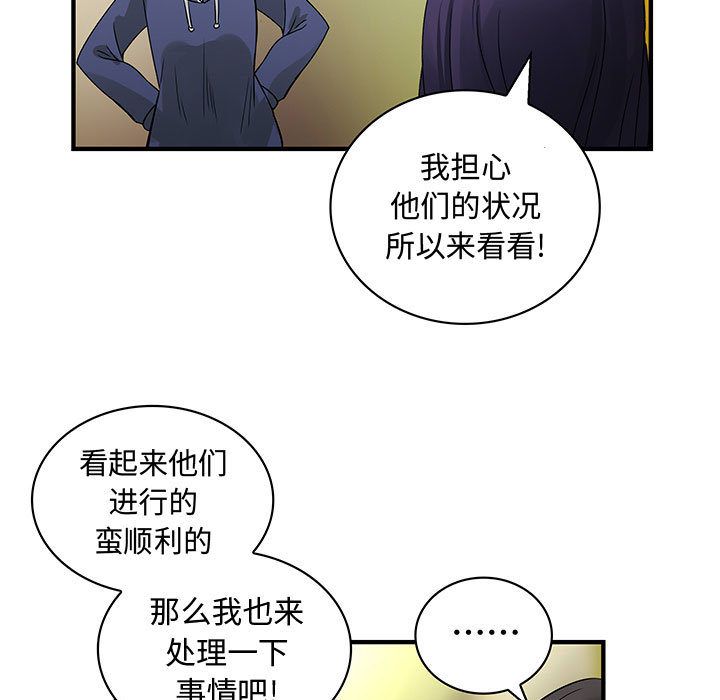 我担心
他们的状况
所以来看看!
看起来他们
进行的
蛮顺利的
那么我也来
处理一下
事情吧!
……